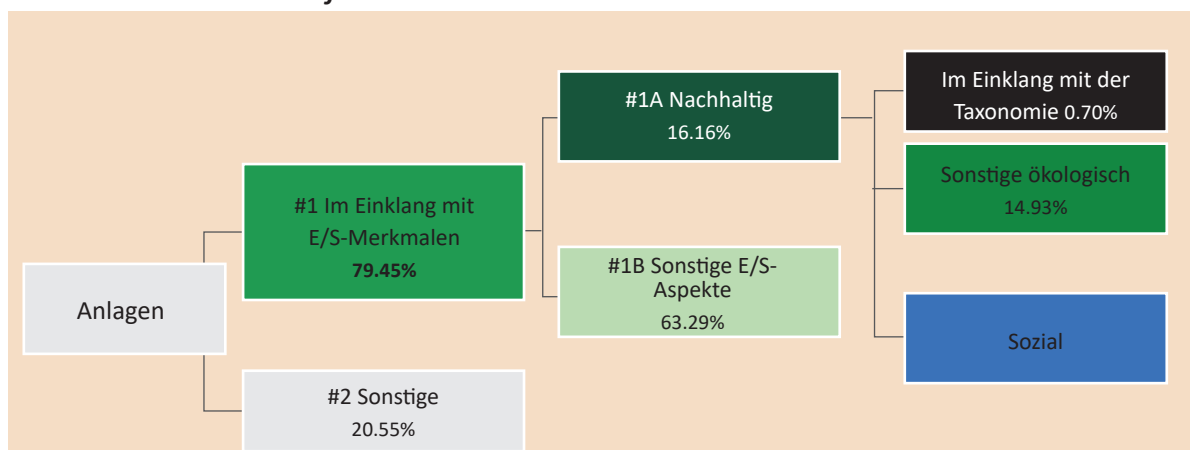 Anlagen
#1 Im Einklang mit
E/S-Merkmalen
79.45%
#2 Sonstige
20.55%
#1A Nachhaltig
16.16%
#1B Sonstige E/S-
Aspekte
63.29%
Im Einklang mit der
Taxonomie 0.70%
Sonstige ökologisch
14.93%
Sozial